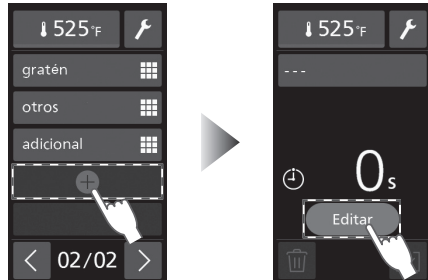 525°F
gratén
otros
adicional
02/02
525°F
---
0s
Editar